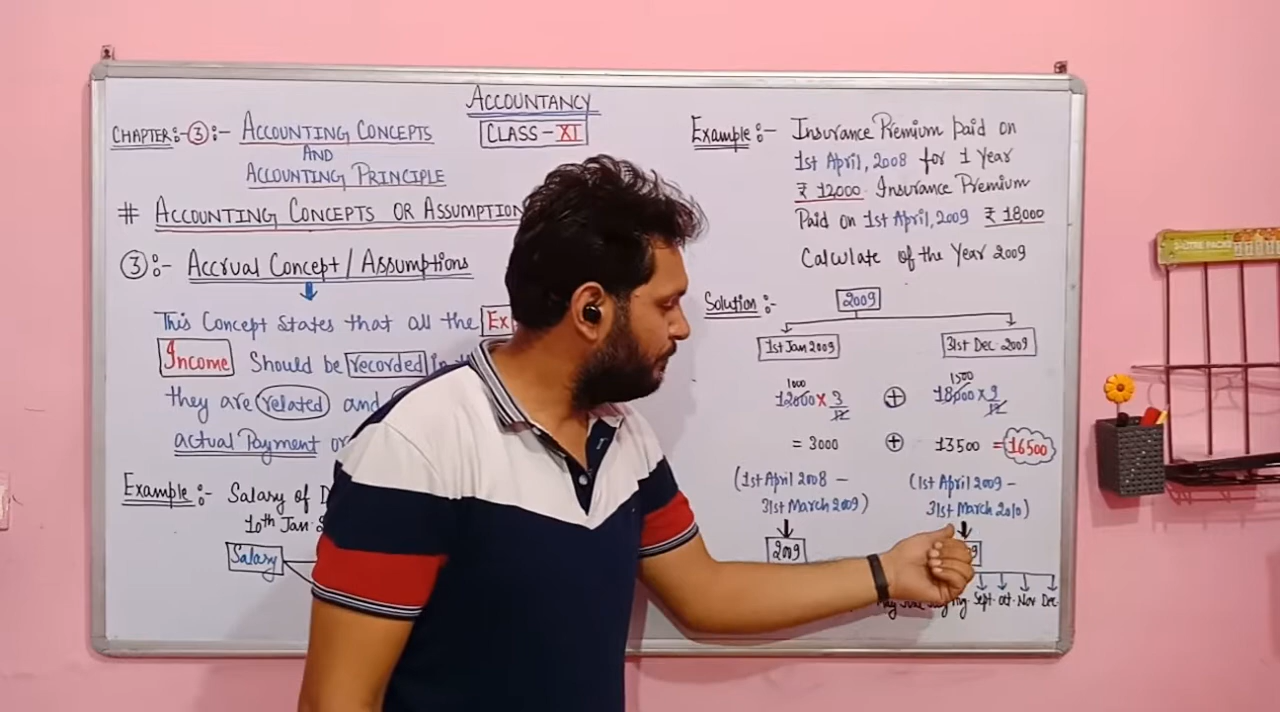 ACCOUNTANCY
CLASS - XI
CHAPTER:- ③ :- ACCOUNTING CONCEPTS
AND
ACCOUNTING PRINCIPLE
# ACCOUNTING CONCEPTS OR ASSUMPTION
③ :- Accrual Concept / Assumptions
This Concept states that all the Ex
Income Should be recorded in
they are related and
actual Payment or
Example :- Salary of
10th Jan
Salary
Example :- Insurance Premium paid on
1st April, 2008 for 1 Year
₹ 12000 Insurance Premium
Paid on 1st April, 2009 ₹ 18000
Calculate of the Year 2009
Solution :- 2009
1st Jan 2009 31st Dec 2009
1000 1500
12000 × 3/12 + 18000 × 9/12
= 3000 + 13500 = 16500
(1st April 2008 - (1st April 2009 -
31st March 2009) 31st March 2010)
2009
Sept Oct Nov Dec